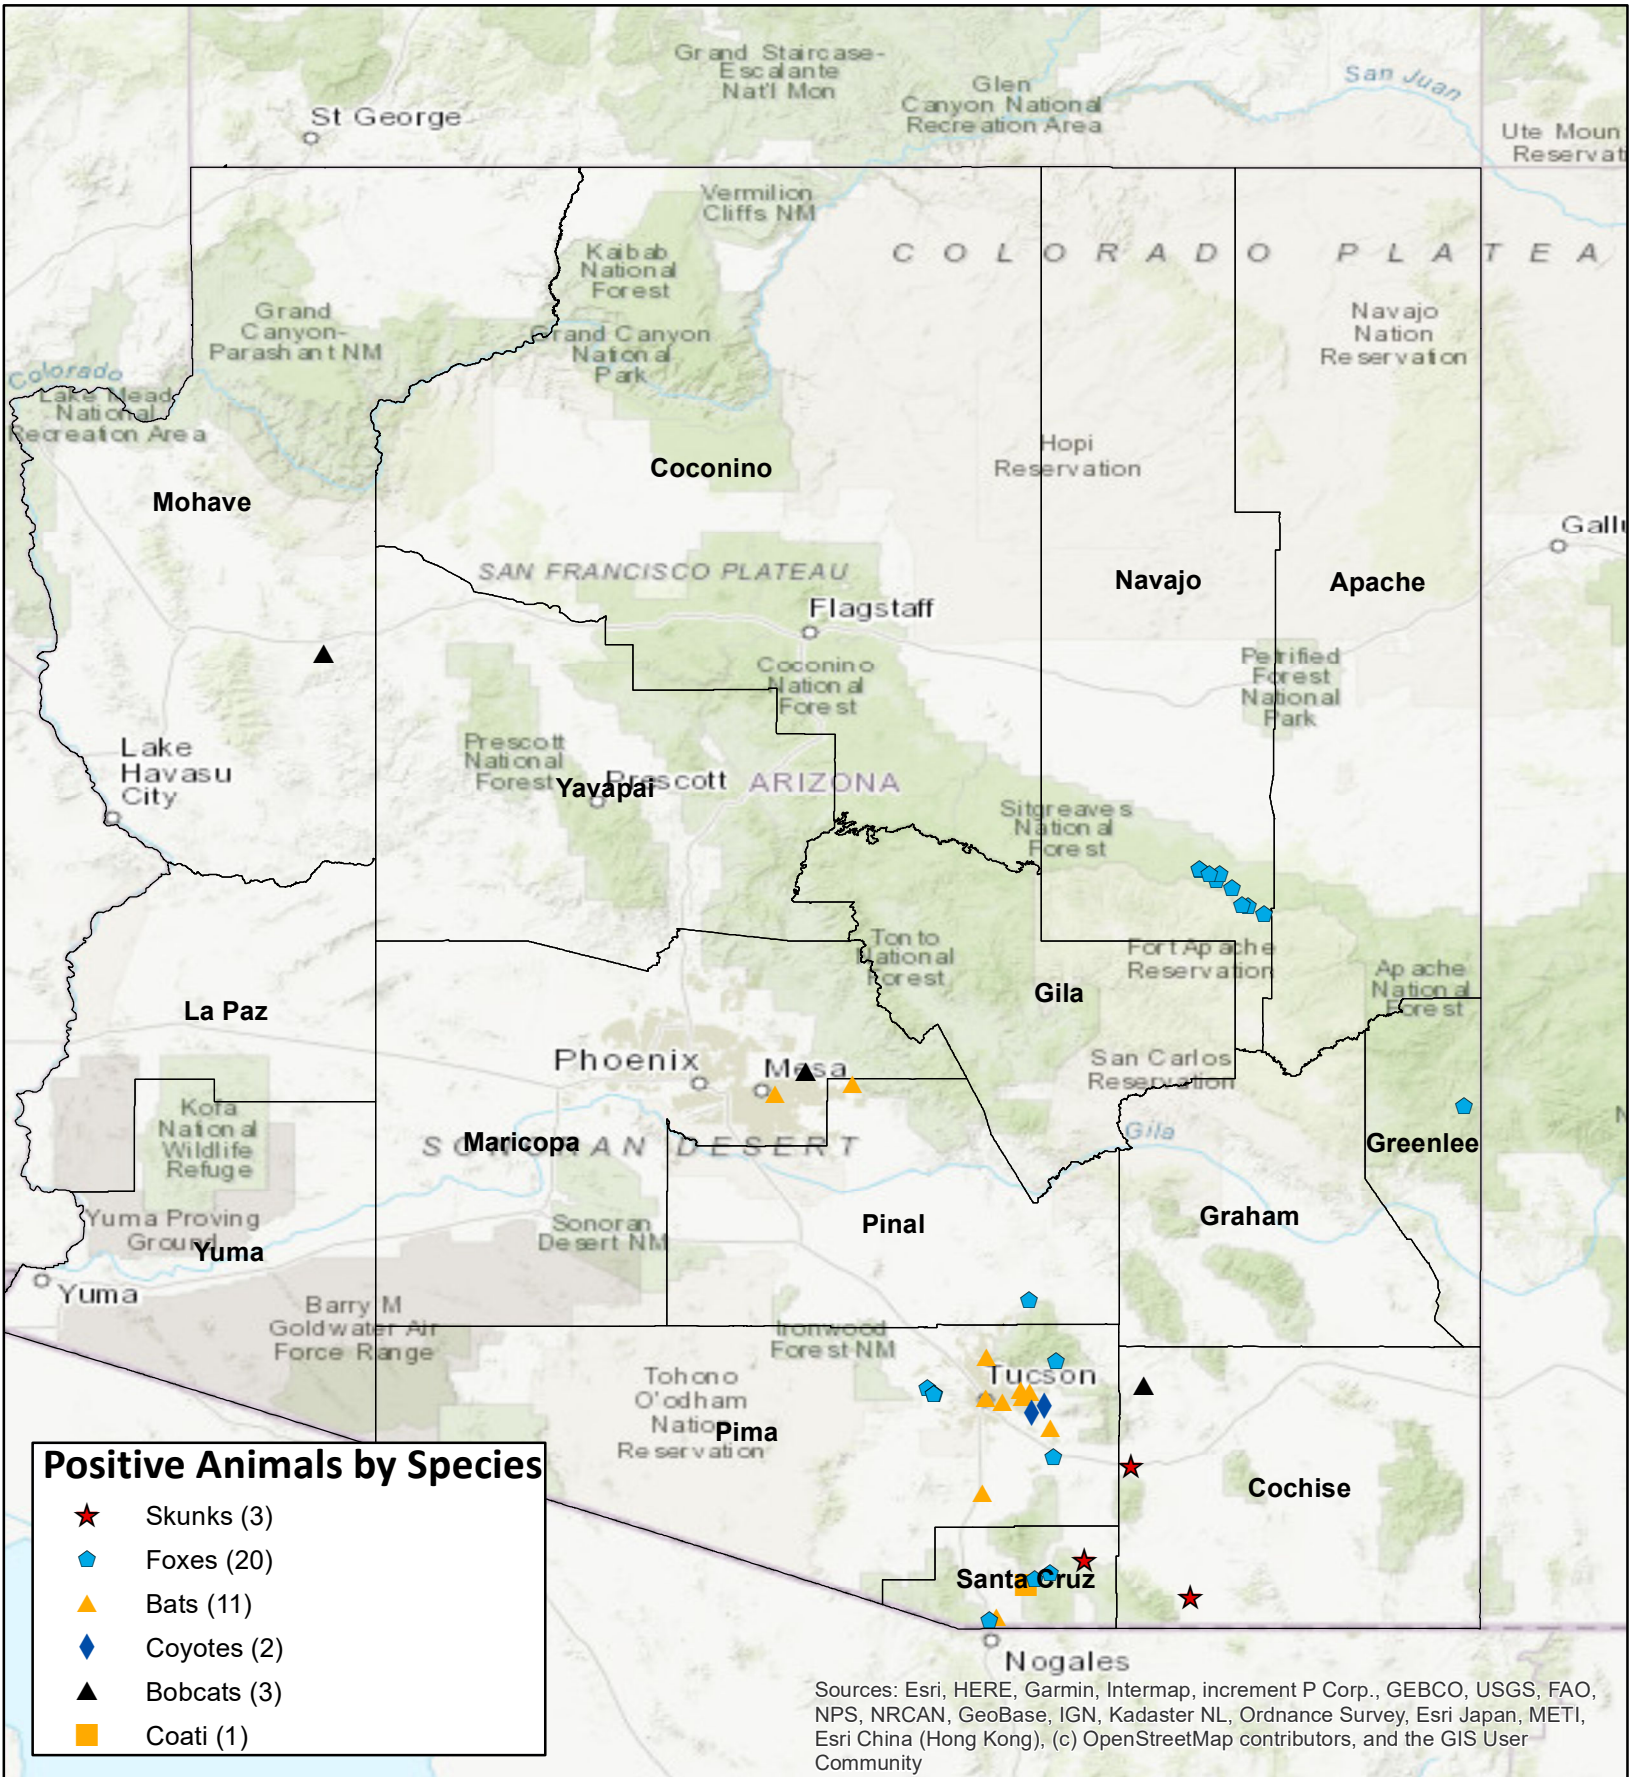 Grand Staircase-
Escalante
Nat'l Mon
Glen
Canyon National
Recreation Area
San Juan
St George
Ute Moun
Reservat
Vermilion
Cliffs NM
COLORADO PLATEA
Kaibab
National
Forest
Grand
Canyon-
Parashant NM
Grand Canyon
National
Park
Navajo
Nation
Reservation
Colorado
Lake Mead
National
Recreation Area
Hopi
Reservation
Coconino
Mohave
Gallu
SAN FRANCISCO PLATEAU
Navajo
Apache
Flagstaff
Coconino
National
Forest
Petrified
Forest
National
Park
Lake
Havasu
City
Prescott
National
Forest
Yavapai
Prescott
ARIZONA
Sitgreaves
National
Forest
Tonto
National
Forest
Fort Apache
Reservation
Apache
National
Forest
Gila
La Paz
Phoenix
Mesa
San Carlos
Reservation
Kofa
National
Wildlife
Refuge
Maricopa
SONORAN DESERT
Gila
Greenlee
Yuma Proving
Ground
Yuma
Sonoran
Desert NM
Pinal
Graham
Yuma
Barry M
Goldwater Air
Force Range
Ironwood
Forest NM
Tohono
O'odham
Nation
Reservation
Tucson
Pima
Cochise
Santa Cruz
Nogales
Positive Animals by Species
Skunks (3)
Foxes (20)
Bats (11)
Coyotes (2)
Bobcats (3)
Coati (1)
Sources: Esri, HERE, Garmin, Intermap, increment P Corp., GEBCO, USGS, FAO,
NPS, NRCAN, GeoBase, IGN, Kadaster NL, Ordnance Survey, Esri Japan, METI,
Esri China (Hong Kong), (c) OpenStreetMap contributors, and the GIS User
Community